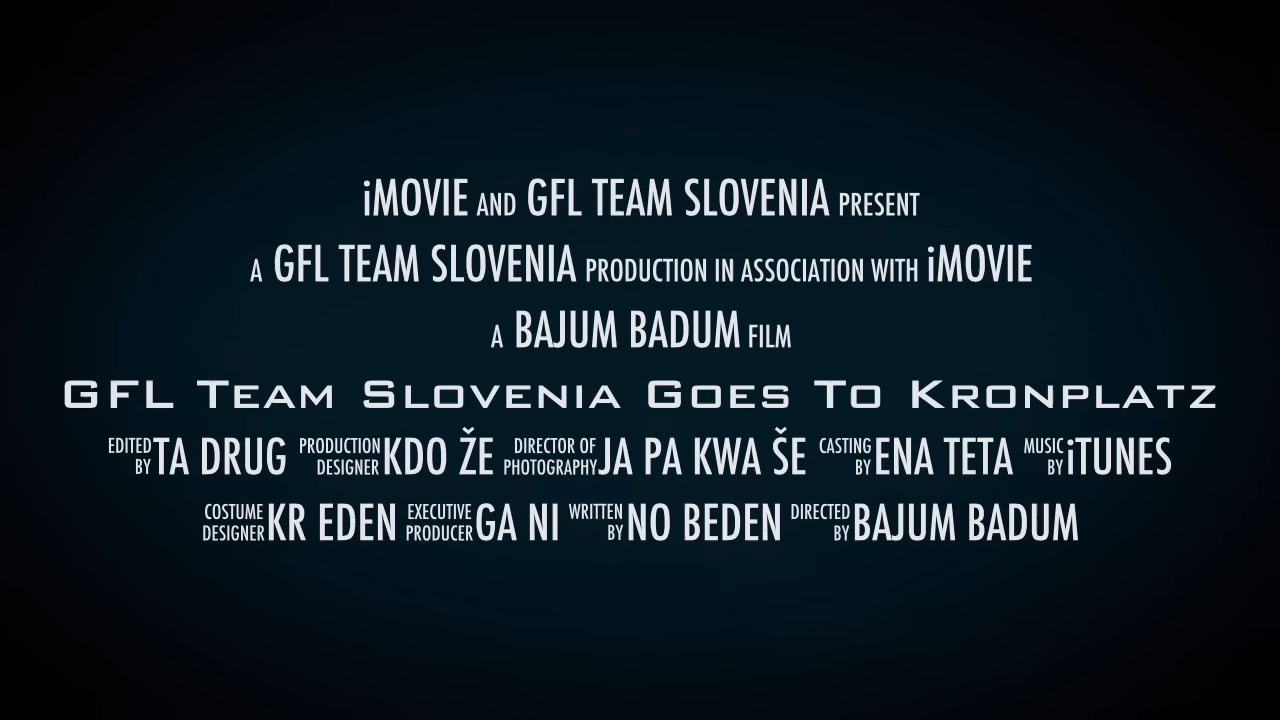 iMOVIE AND GFL TEAM SLOVENIA PRESENT
A GFL TEAM SLOVENIA PRODUCTION IN ASSOCIATION WITH iMOVIE
A BAJUM BADUM FILM
GFL Team Slovenia Goes To Kronplatz
EDITED BY TA DRUG PRODUCTION DESIGNER KDO ŽE DIRECTOR OF PHOTOGRAPHY JA PA KWA ŠE CASTING BY ENA TETA MUSIC BY iTUNES
COSTUME DESIGNER KR EDEN EXECUTIVE PRODUCER GA NI WRITTEN BY NO BEDEN DIRECTED BY BAJUM BADUM